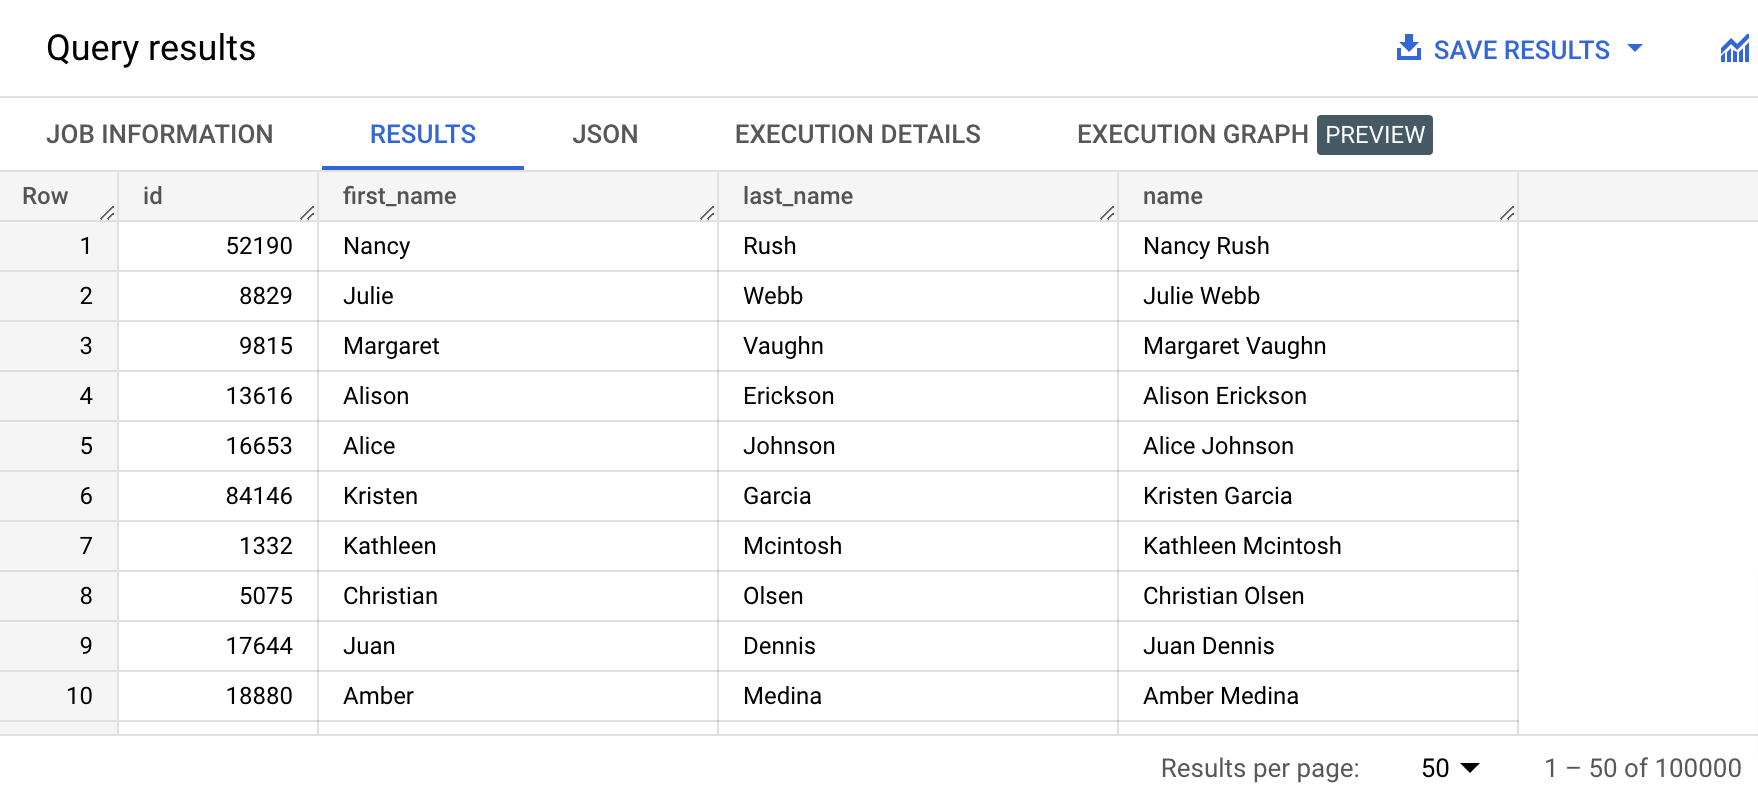 Query results
SAVE RESULTS
JOB INFORMATION RESULTS JSON EXECUTION DETAILS EXECUTION GRAPH PREVIEW
Row id first_name last_name name
1 52190 Nancy Rush Nancy Rush
2 8829 Julie Webb Julie Webb
3 9815 Margaret Vaughn Margaret Vaughn
4 13616 Alison Erickson Alison Erickson
5 16653 Alice Johnson Alice Johnson
6 84146 Kristen Garcia Kristen Garcia
7 1332 Kathleen Mcintosh Kathleen Mcintosh
8 5075 Christian Olsen Christian Olsen
9 17644 Juan Dennis Juan Dennis
10 18880 Amber Medina Amber Medina
Results per page: 50 1 – 50 of 100000